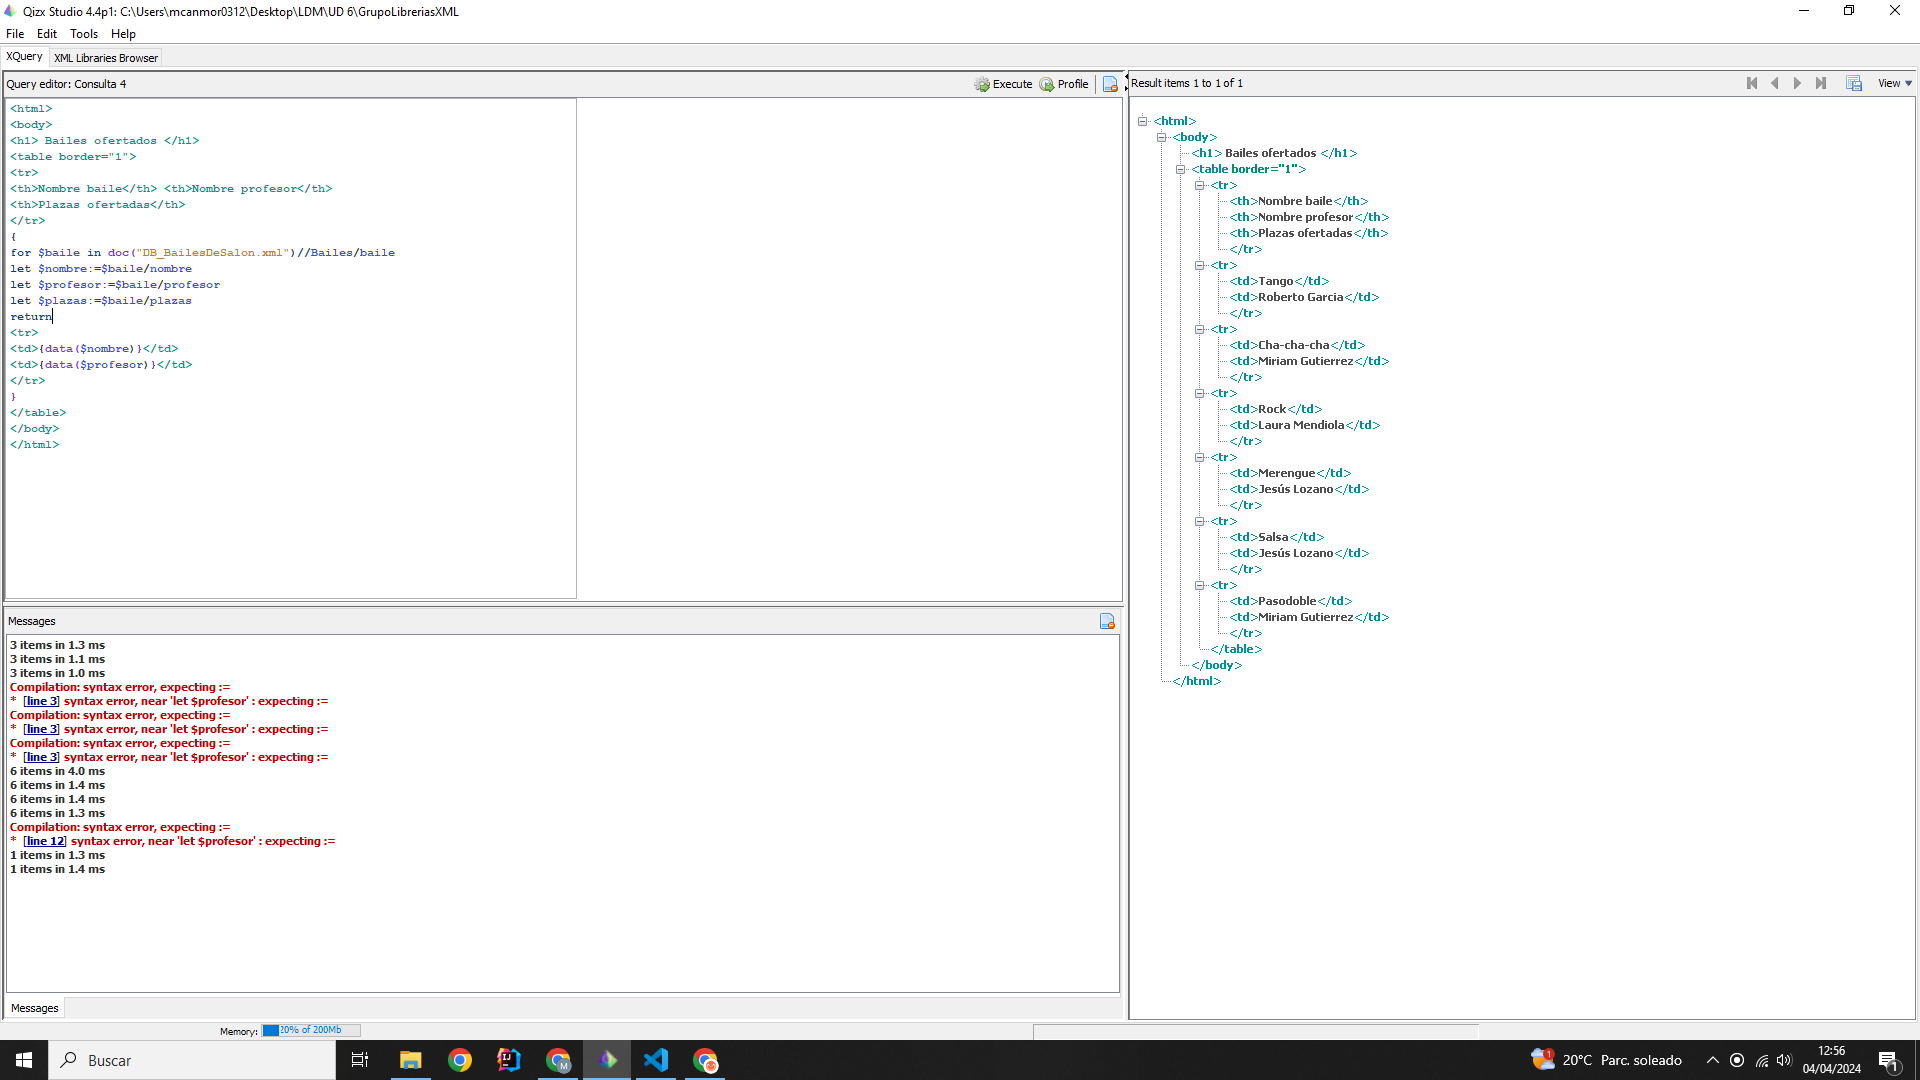 Qizx Studio 4.4p1: C:\Users\mcanmor0312\Desktop\LDM\UD 6\GrupoLibreriasXML
File Edit Tools Help
XQuery XML Libraries Browser
Query editor: Consulta 4
Execute Profile
<html>
<body>
<h1> Bailes ofertados </h1>
<table border="1">
<tr>
<th>Nombre baile</th> <th>Nombre profesor</th>
<th>Plazas ofertadas</th>
</tr>
{
for $baile in doc("DB_BailesDeSalon.xml")//Bailes/baile
let $nombre:=$baile/nombre
let $profesor:=$baile/profesor
let $plazas:=$baile/plazas
return
<tr>
<td>{data($nombre)}</td>
<td>{data($profesor)}</td>
</tr>
}
</table>
</body>
</html>
Messages
3 items in 1.3 ms
3 items in 1.1 ms
3 items in 1.0 ms
Compilation: syntax error, expecting :=
* [line 3] syntax error, near 'let $profesor' : expecting :=
Compilation: syntax error, expecting :=
* [line 3] syntax error, near 'let $profesor' : expecting :=
Compilation: syntax error, expecting :=
* [line 3] syntax error, near 'let $profesor' : expecting :=
6 items in 4.0 ms
6 items in 1.4 ms
6 items in 1.4 ms
6 items in 1.3 ms
Compilation: syntax error, expecting :=
* [line 12] syntax error, near 'let $profesor' : expecting :=
1 items in 1.3 ms
1 items in 1.4 ms
Messages
Memory: 20% of 200Mb
Result items 1 to 1 of 1
View
<html>
<body>
<h1> Bailes ofertados </h1>
<table border="1">
<tr>
<th>Nombre baile</th>
<th>Nombre profesor</th>
<th>Plazas ofertadas</th>
</tr>
<tr>
<td>Tango</td>
<td>Roberto Garcia</td>
</tr>
<tr>
<td>Cha-cha-cha</td>
<td>Miriam Gutierrez</td>
</tr>
<tr>
<td>Rock</td>
<td>Laura Mendiola</td>
</tr>
<tr>
<td>Merengue</td>
<td>Jesús Lozano</td>
</tr>
<tr>
<td>Salsa</td>
<td>Jesús Lozano</td>
</tr>
<tr>
<td>Pasodoble</td>
<td>Miriam Gutierrez</td>
</tr>
</table>
</body>
</html>
Buscar
IJ
M
1
20°C Parc. soleado
12:56
04/04/2024
1